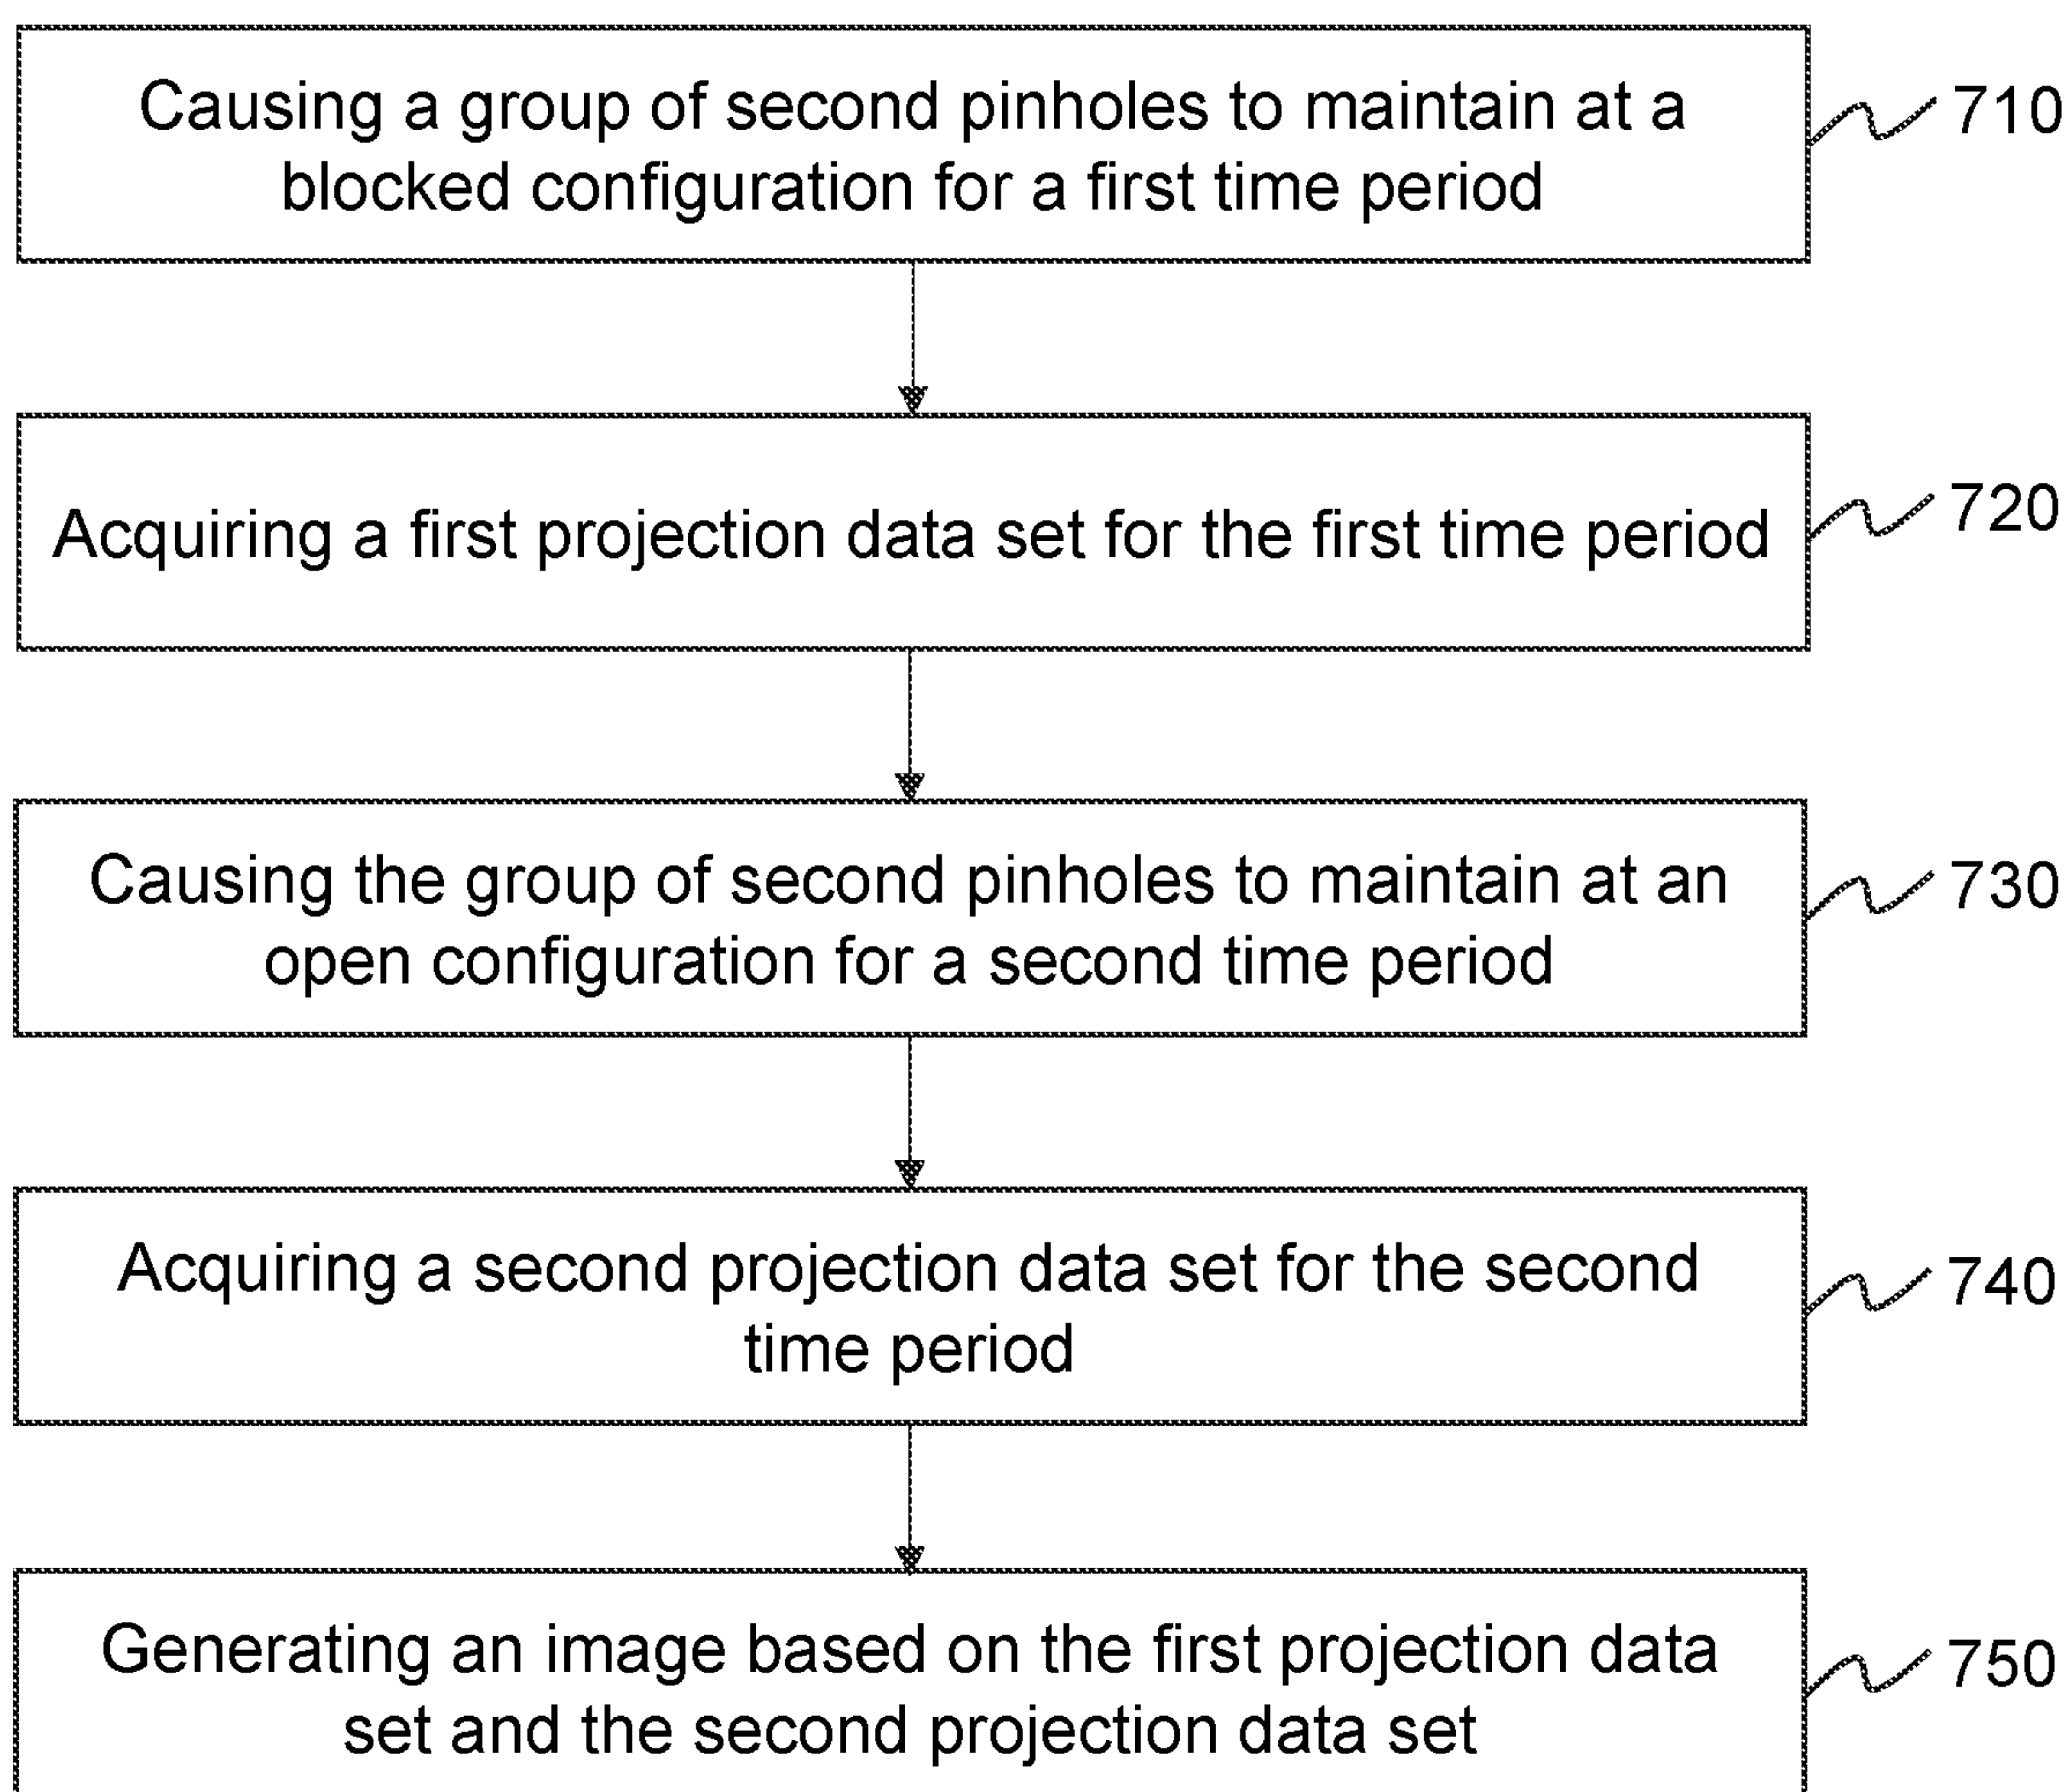 Causing a group of second pinholes to maintain at a
blocked configuration for a first time period
710
Acquiring a first projection data set for the first time period
720
Causing the group of second pinholes to maintain at an
open configuration for a second time period
730
Acquiring a second projection data set for the second
time period
740
Generating an image based on the first projection data
set and the second projection data set
750